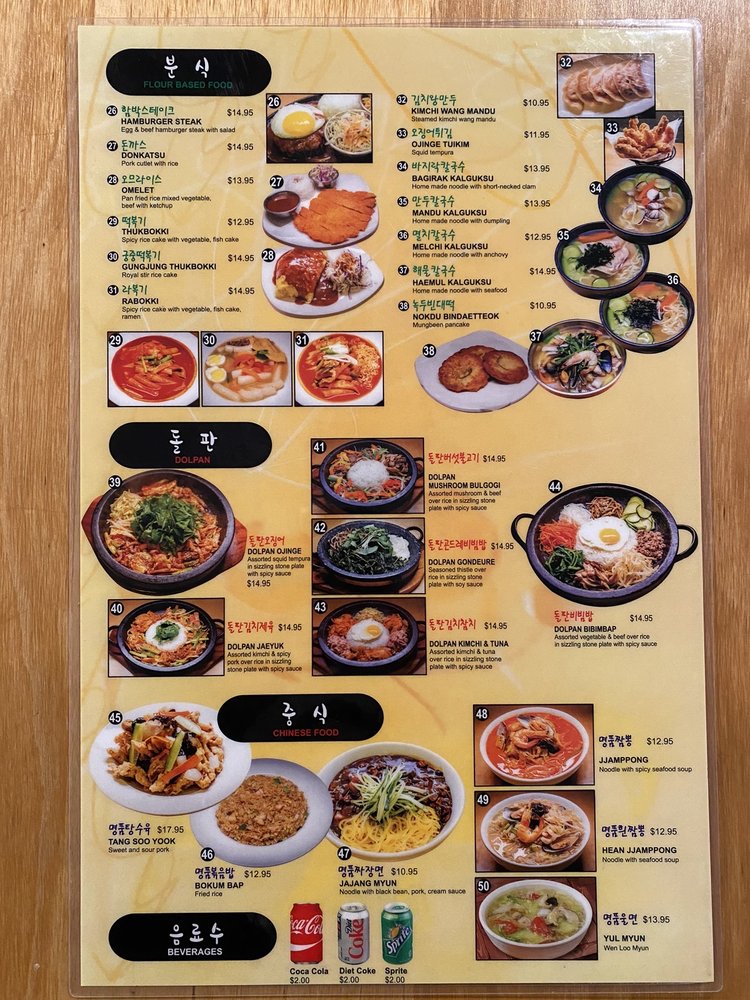 분식
FLOUR BASED FOOD
26 함박스테이크 $14.95
HAMBURGER STEAK
Egg & beef hamburger steak with salad
27 돈까스 $14.95
DONKATSU
Pork cutlet with rice
28 오므라이스 $13.95
OMELET
Pan fried rice mixed vegetable,
beef with ketchup
29 떡볶기 $12.95
THUKBOKKI
Spicy rice cake with vegetable, fish cake
30 궁중떡볶기 $14.95
GUNGJUNG THUKBOKKI
Royal stir rice cake
31 라볶기 $14.95
RABOKKI
Spicy rice cake with vegetable, fish cake,
ramen
26
27
28
29
30
31
32 김치왕만두 $10.95
KIMCHI WANG MANDU
Steamed kimchi wang mandu
33 오징어튀김 $11.95
OJINGE TUIKIM
Squid tempura
34 바지락칼국수 $13.95
BAGIRAK KALGUKSU
Home made noodle with short-necked clam
35 만두칼국수 $13.95
MANDU KALGUKSU
Home made noodle with dumpling
36 멸치칼국수 $12.95
MELCHI KALGUKSU
Home made noodle with anchovy
37 해물칼국수 $14.95
HAEMUL KALGUKSU
Home made noodle with seafood
38 녹두빈대떡 $10.95
NOKDU BINDAETTEOK
Mungbeen pancake
32
33
34
35
36
37
38
돌판
DOLPAN
39
돌판오징어
DOLPAN OJINGE
Assorted squid tempura
in sizzling stone plate
with spicy sauce
$14.95
40
돌판김치제육 $14.95
DOLPAN JAEYUK
Assorted kimchi & spicy
pork over rice in sizzling
stone plate with spicy sauce
41
돌판버섯불고기 $14.95
DOLPAN
MUSHROOM BULGOGI
Assorted mushroom & beef
over rice in sizzling stone
plate with spicy sauce
42
돌판곤드레비빔밥 $14.95
DOLPAN GONDEURE
Seasoned thistle over
rice in sizzling stone
plate with soy sauce
43
돌판김치참치 $14.95
DOLPAN KIMCHI & TUNA
Assorted kimchi & tuna
over rice in sizzling stone
plate with spicy sauce
44
돌판비빔밥 $14.95
DOLPAN BIBIMBAP
Assorted vegetable & beef over rice
in sizzling stone plate with spicy sauce
중식
CHINESE FOOD
45
명품탕수육 $17.95
TANG SOO YOOK
Sweet and sour pork
46
명품볶음밥 $12.95
BOKUM BAP
Fried rice
47
명품짜장면 $10.95
JAJANG MYUN
Noodle with black bean, pork, cream sauce
48
명품짬뽕 $12.95
JJAMPPONG
Noodle with spicy seafood soup
49
명품흰짬뽕 $12.95
HEAN JJAMPPONG
Noodle with seafood soup
50
명품울면 $13.95
YUL MYUN
Wen Loo Myun
음료수
BEVERAGES
Coca-Cola
Diet Coke
Sprite
Coca Cola
$2.00
Diet Coke
$2.00
Sprite
$2.00